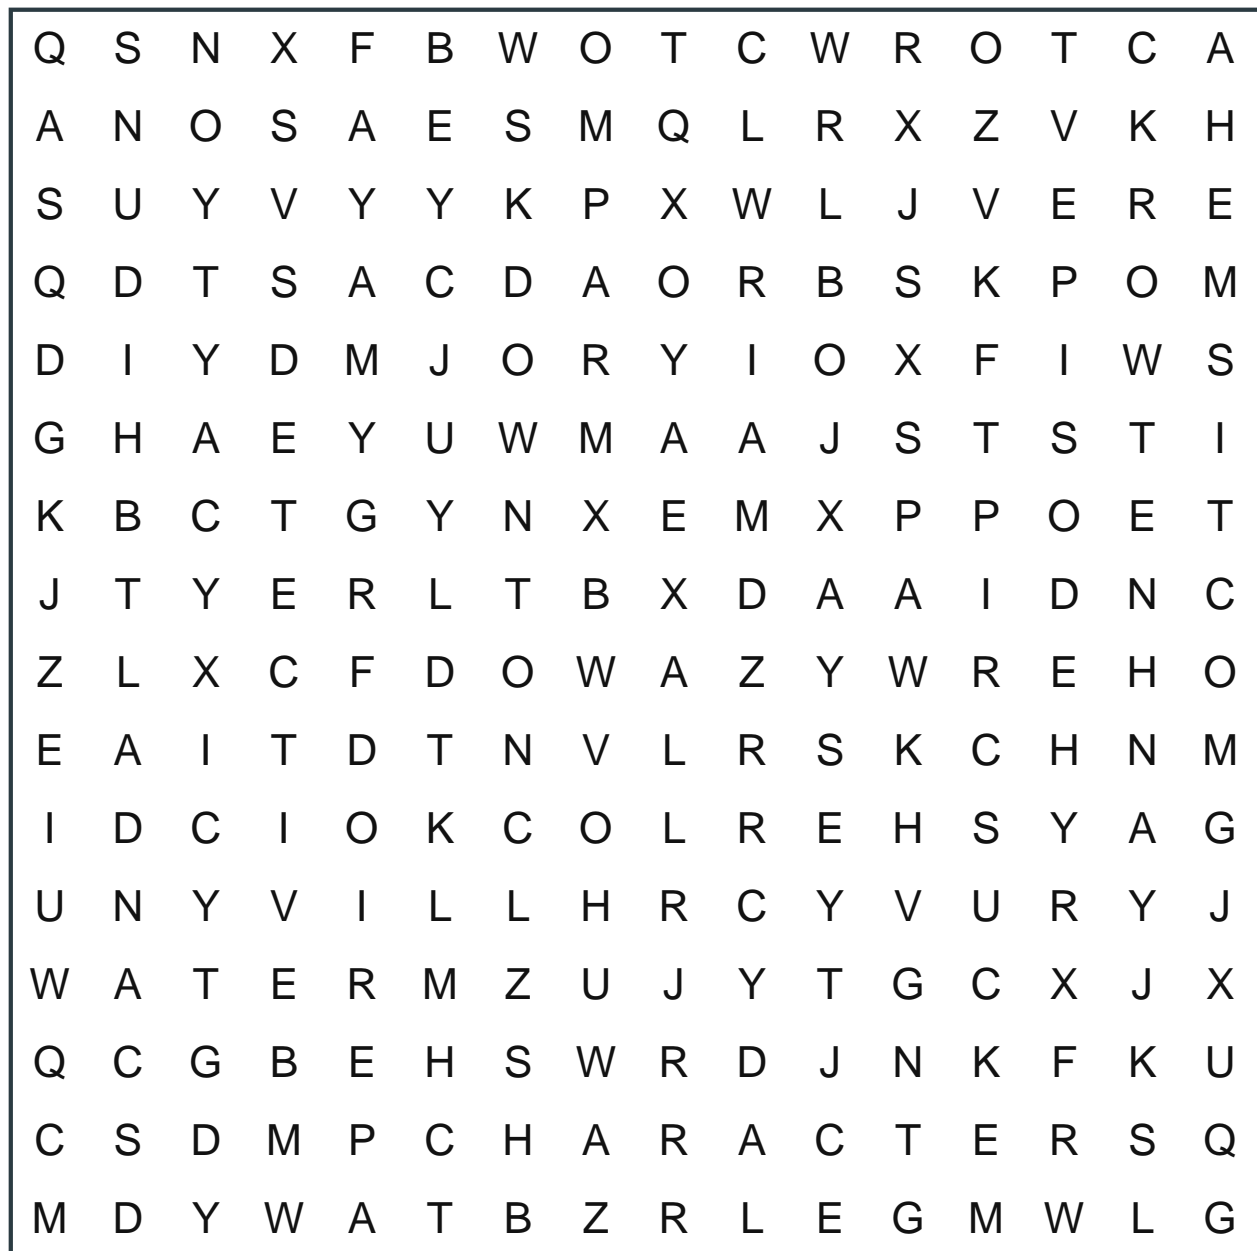 Q S N X F B W O T C W R O T C A
A N O S A E S M Q L R X Z V K H
S U Y V Y Y K P X W L J V E R E
Q D T S A C D A O R B S K P O M
D I Y D M J O R Y I O X F I W S
G H A E Y U W M A A J S T S T I
K B C T G Y N X E M X P P O E T
J T Y E R L T B X D A A I D N C
Z L X C F D O W A Z Y W R E H O
E A I T D T N V L R S K C H N M
I D C I O K C O L R E H S Y A G
U N Y V I L L H R C Y V U R Y J
W A T E R M Z U J Y T G C X J X
Q C G B E H S W R D J N K F K U
C S D M P C H A R A C T E R S Q
M D Y W A T B Z R L E G M W L G